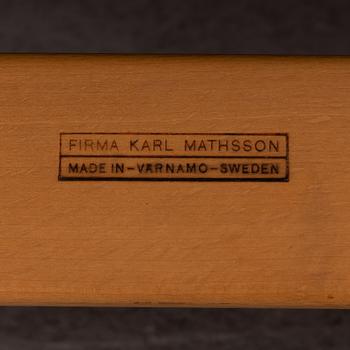 FIRMA KARL MATHSSON
MADE IN-VÄRNAMO-SWEDEN